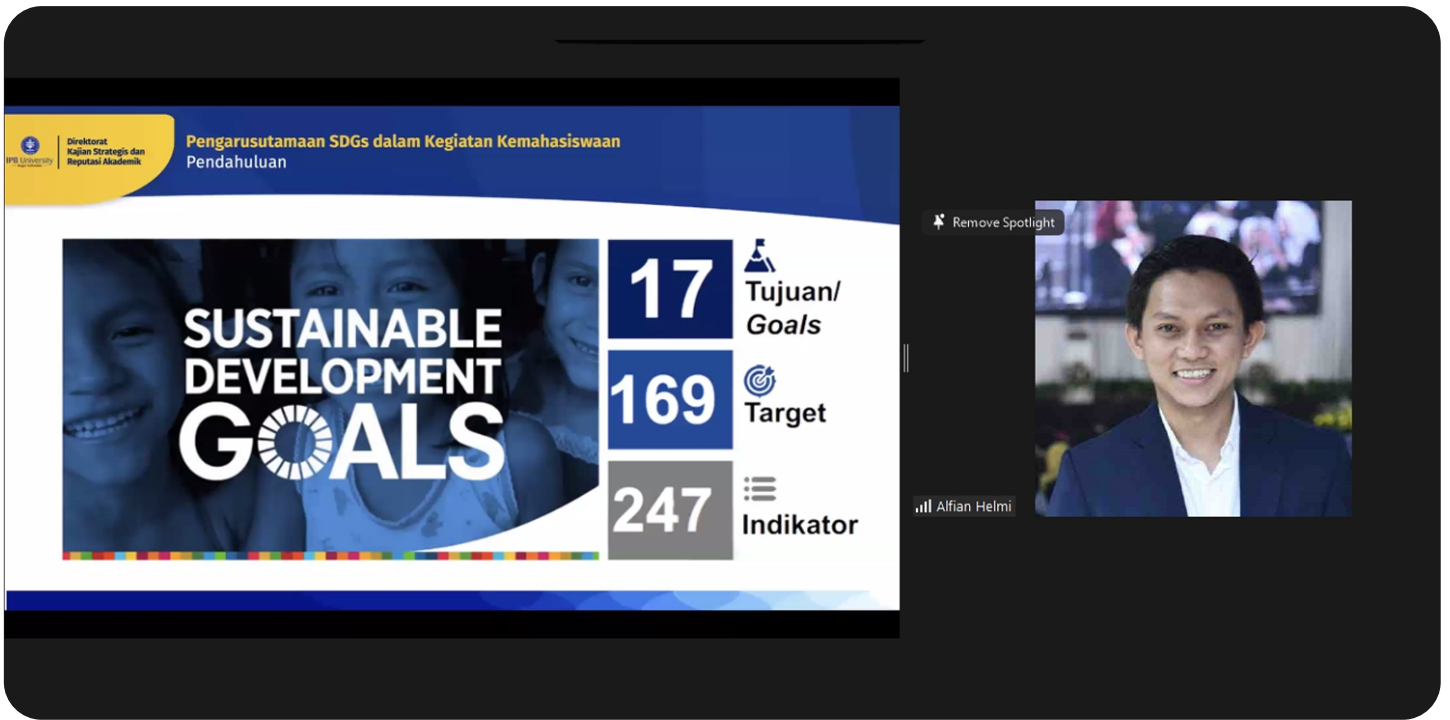 IPB University
Direktorat
Kajian Strategis dan
Reputasi Akademik
Pengarusutamaan SDGs dalam Kegiatan Kemahasiswaan
Pendahuluan
SUSTAINABLE
DEVELOPMENT
GOALS
17
Tujuan/
Goals
169
Target
247
Indikator
Remove Spotlight
Alfian Helmi